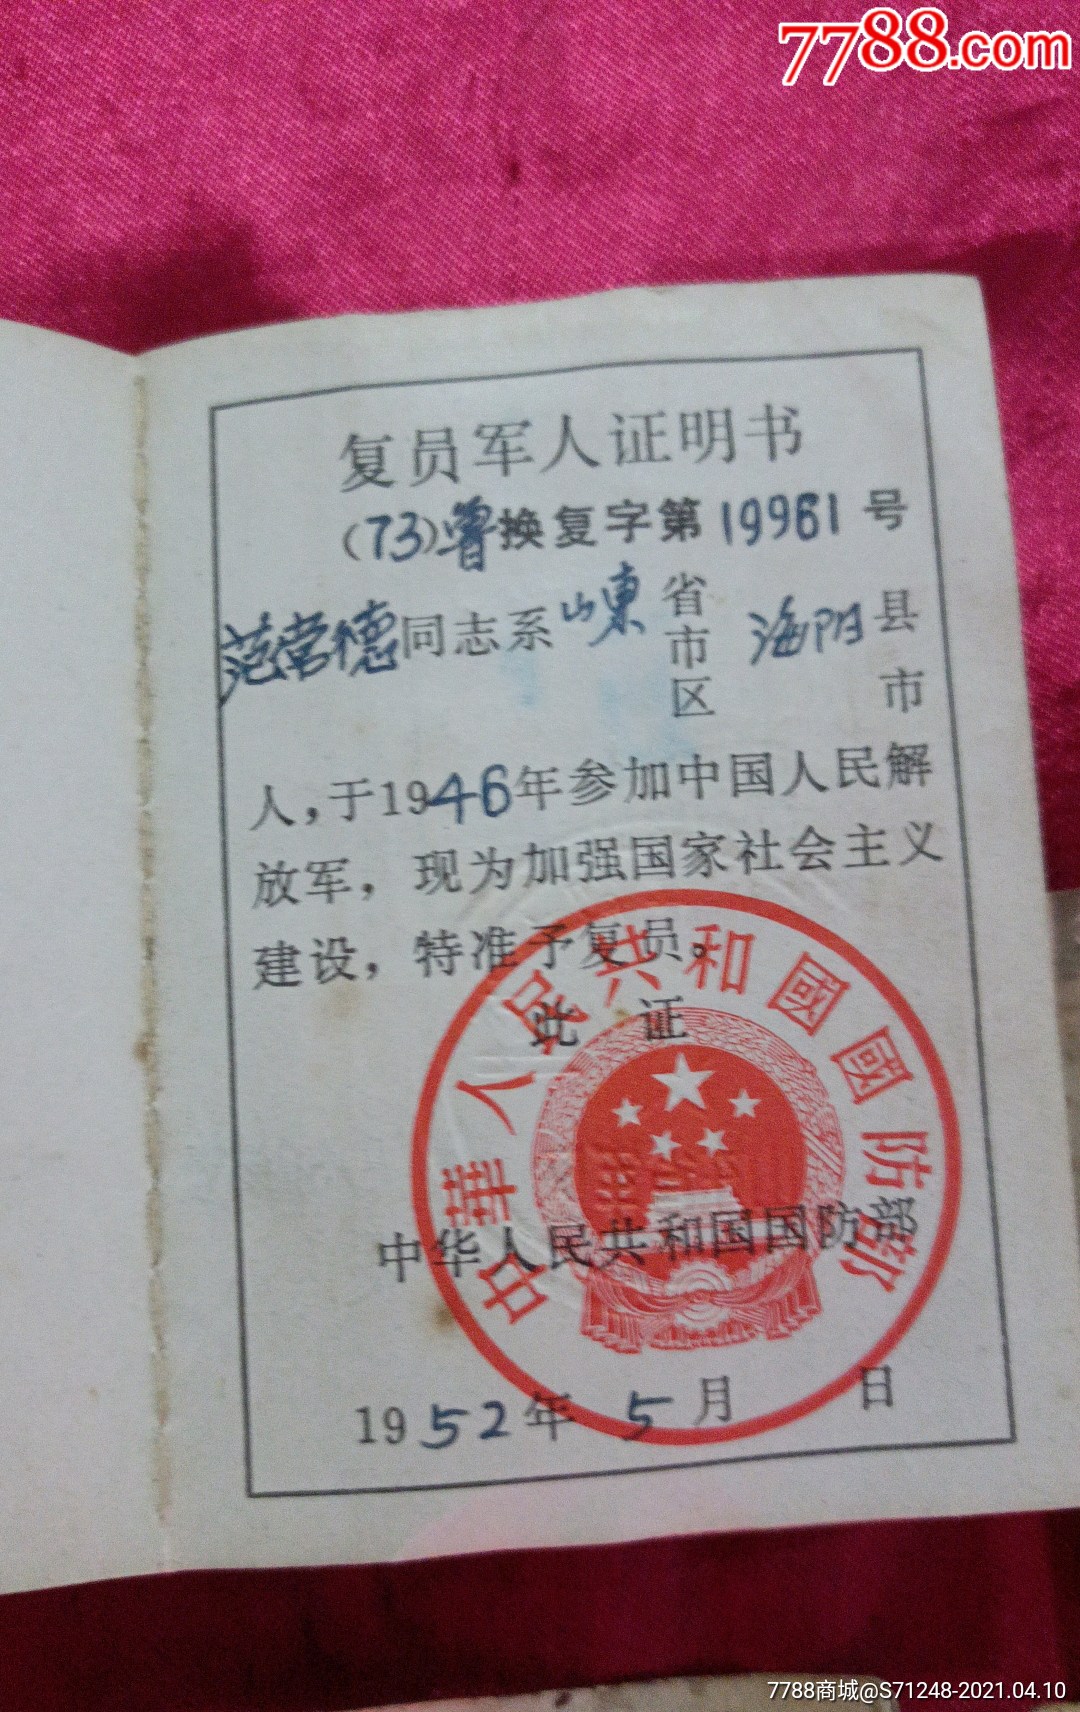 7788.com
复员军人证明书
(73)鲁换复字第19961号
范常德同志系山東省市区海阳县市
人,于1946年参加中国人民解
放军,现为加强国家社会主义
建设,特准予复员。
此 证
中華人民共和國國防部
中华人民共和国国防部
1952年 5月 日
7788商城@S71248-2021.04.10